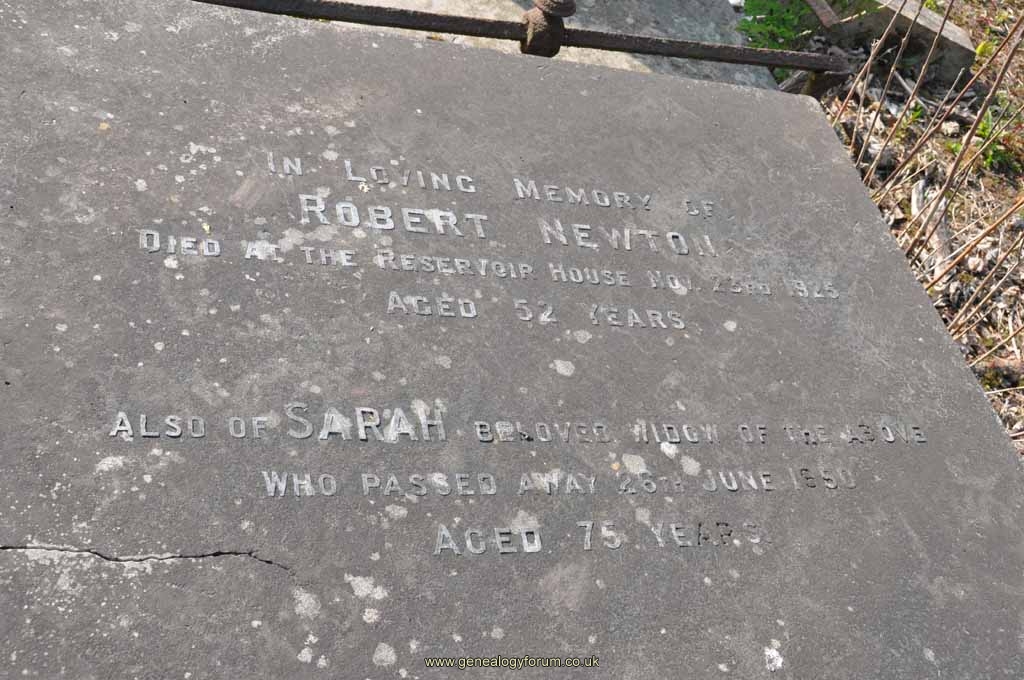 IN LOVING MEMORY OF
ROBERT NEWTON
DIED AT THE RESERVOIR HOUSE NOV. 23RD 1925
AGED 52 YEARS
ALSO OF SARAH BELOVED WIDOW OF THE ABOVE
WHO PASSED AWAY 26TH JUNE 1950
AGED 75 YEARS.
www.genealogyforum.co.uk